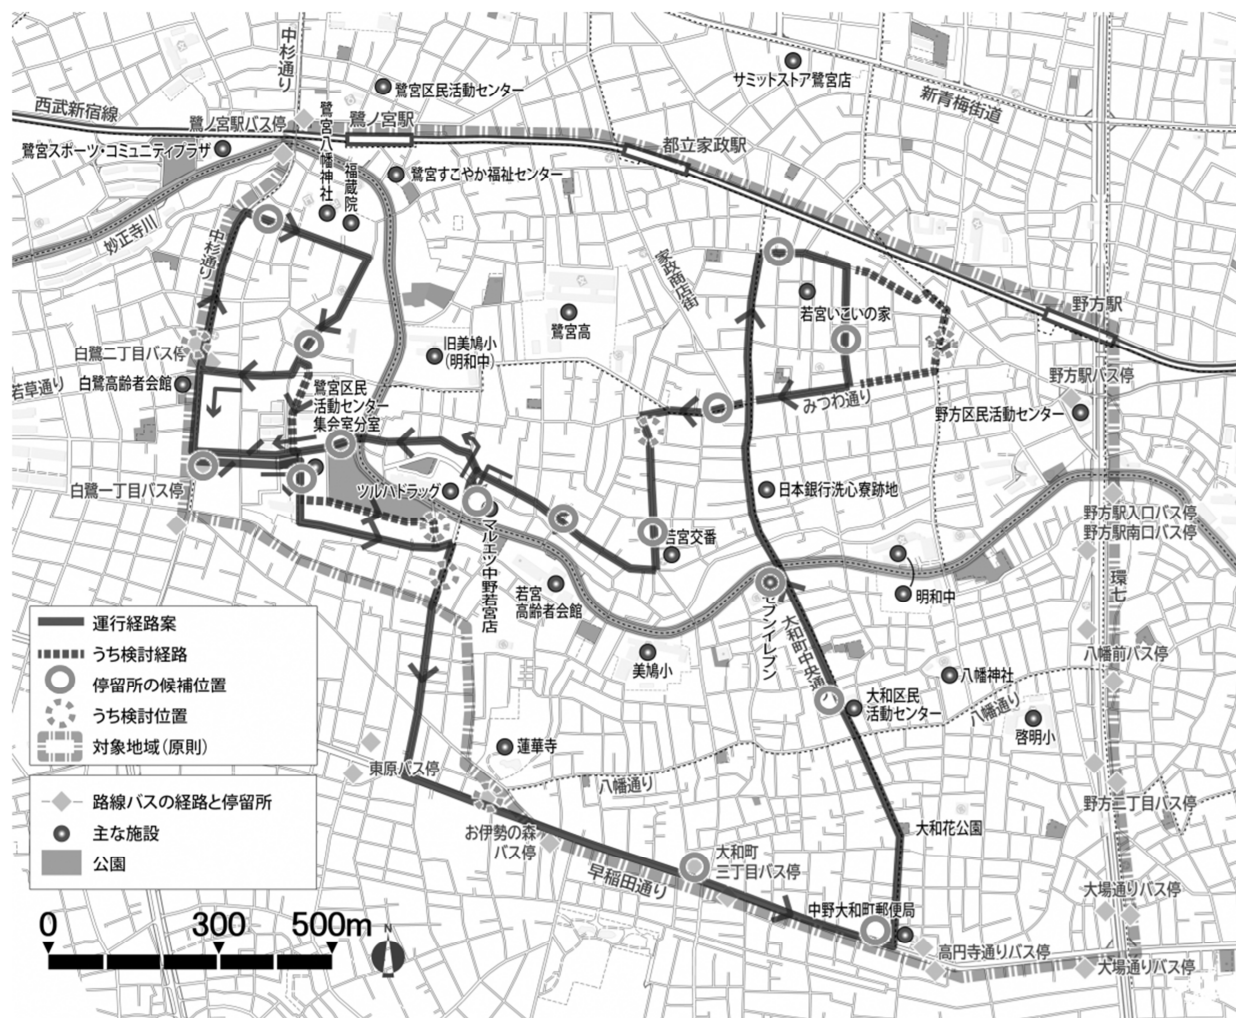 中杉通り
鷺宮区民活動センター
サミットストア鷺宮店
新青梅街道
西武新宿線
鷺ノ宮駅バス停
鷺宮八幡神社
鷺ノ宮駅
都立家政駅
鷺宮スポーツ・コミュニティプラザ
福蔵院
鷺宮すこやか福祉センター
妙正寺川
中杉通り
家政商店街
若宮いこいの家
野方駅
鷺宮高
旧美鳩小
(明和中)
白鷺二丁目バス停
若草通り
白鷺高齢者会館
鷺宮区民
活動センター
集会室分室
みつわ通り
野方駅バス停
野方区民活動センター
白鷺一丁目バス停
ツルハドラッグ
マルエツ中野若宮店
日本銀行洗心寮跡地
野方駅入口バス停
野方駅南口バス停
若宮交番
若宮
高齢者会館
セブンイレブン
大和町中央通り
明和中
環七
八幡前バス停
美鳩小
八幡神社
大和区民
活動センター
八幡通り
啓明小
運行経路案
うち検討経路
停留所の候補位置
うち検討位置
対象地域(原則)
路線バスの経路と停留所
主な施設
公園
蓮華寺
東原バス停
八幡通り
野方二丁目バス停
お伊勢の森
バス停
大和花公園
大和町
三丁目バス停
早稲田通り
中野大和町郵便局
大場通りバス停
高円寺通りバス停
大場通りバス停
0 300 500m
N